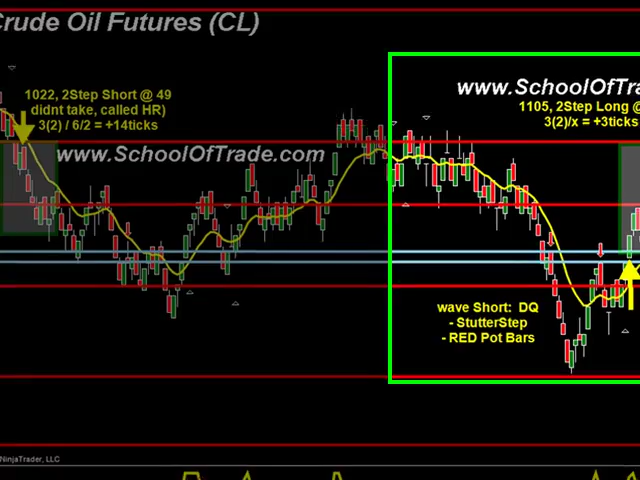 Crude Oil Futures (CL)
1022, 2Step Short @ 49
didnt take, called HR)
3(2) / 6/2 = +14ticks
www.SchoolOfTrade.com
www.SchoolOfTra
1105, 2Step Long @
3(2)/x = +3ticks
wave Short: DQ
- StutterStep
- RED Pot Bars
NinjaTrader, LLC